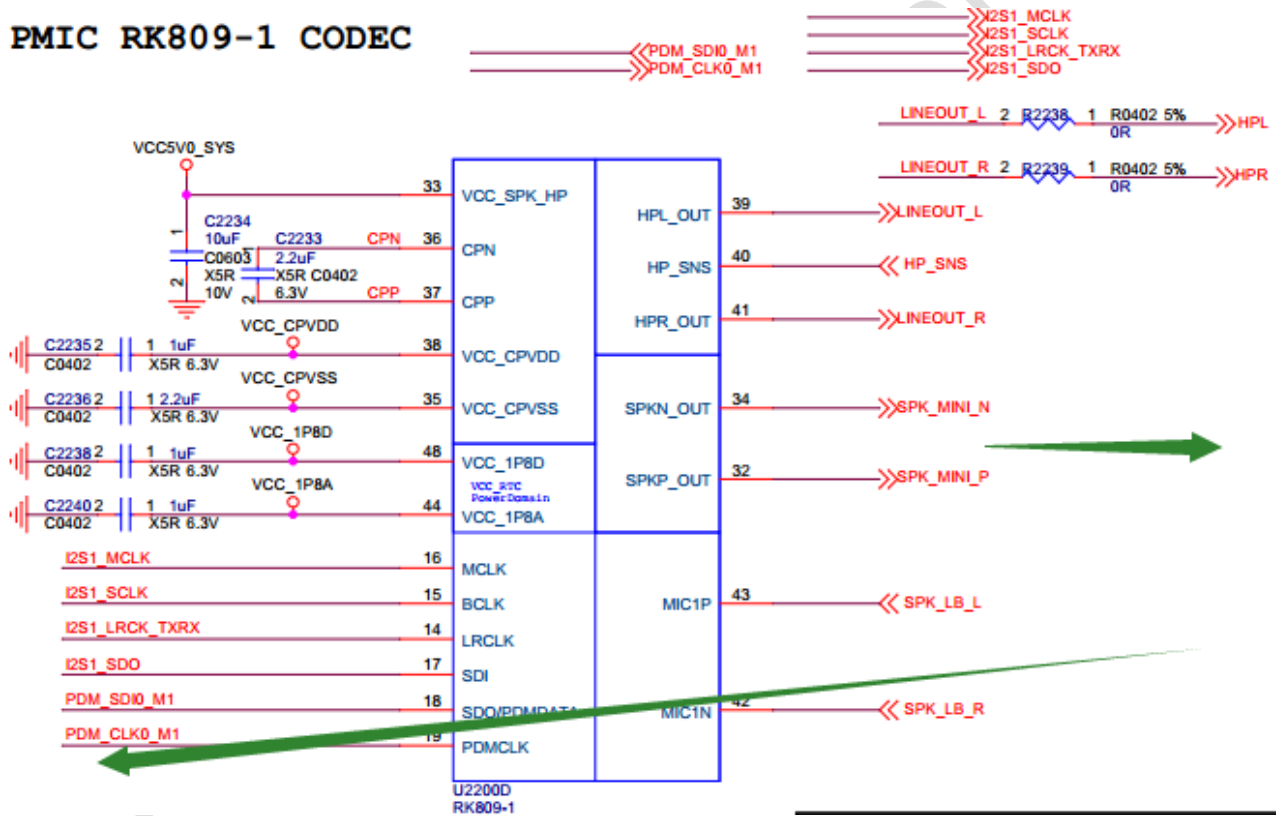 PMIC RK809-1 CODEC
PDM_SDI0_M1
PDM_CLK0_M1
I2S1_MCLK
I2S1_SCLK
I2S1_LRCK_TXRX
I2S1_SDO
LINEOUT_L 2 R2238 1 R0402 5% HPL
0R
LINEOUT_R 2 R2239 1 R0402 5% HPR
0R
VCC5V0_SYS
33 VCC_SPK_HP
1 C2234
10uF
C0603
X5R
10V
2
1 C2233
2.2uF
X5R C0402
6.3V
2
CPN 36 CPN
CPP 37 CPP
VCC_CPVDD
C2235 2 1 1uF 38 VCC_CPVDD
C0402 X5R 6.3V
VCC_CPVSS
C2236 2 1 2.2uF 35 VCC_CPVSS
C0402 X5R 6.3V
VCC_1P8D
C2238 2 1 1uF 48 VCC_1P8D
C0402 X5R 6.3V
VCC_RTC
PowerDomain
VCC_1P8A
C2240 2 1 1uF 44 VCC_1P8A
C0402 X5R 6.3V
I2S1_MCLK 16 MCLK
I2S1_SCLK 15 BCLK
I2S1_LRCK_TXRX 14 LRCLK
I2S1_SDO 17 SDI
PDM_SDI0_M1 18 SDO/PDMDATA
PDM_CLK0_M1 19 PDMCLK
HPL_OUT 39 LINEOUT_L
HP_SNS 40 HP_SNS
HPR_OUT 41 LINEOUT_R
SPKN_OUT 34 SPK_MINI_N
SPKP_OUT 32 SPK_MINI_P
MIC1P 43 SPK_LB_L
MIC1N 42 SPK_LB_R
U2200D
RK809-1